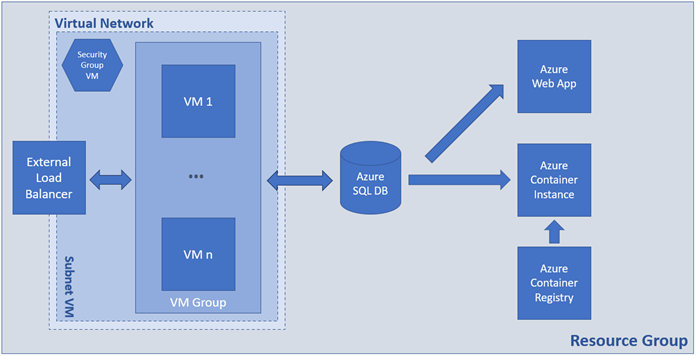 Virtual Network
Security
Group
VM
VM 1
...
VM n
VM Group
Subnet VM
External
Load
Balancer
Azure
SQL DB
Azure
Web App
Azure
Container
Instance
Azure
Container
Registry
Resource Group